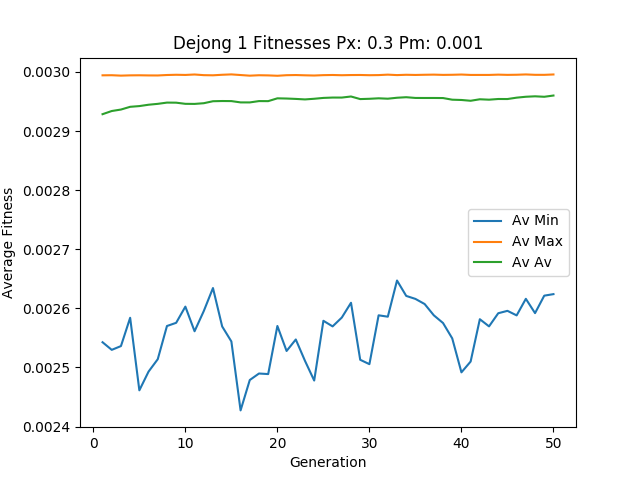 Dejong 1 Fitnesses Px: 0.3 Pm: 0.001
0.0030
0.0029
0.0028
0.0027
0.0026
0.0025
0.0024
Average Fitness
Av Min
Av Max
Av Av
0 10 20 30 40 50
Generation